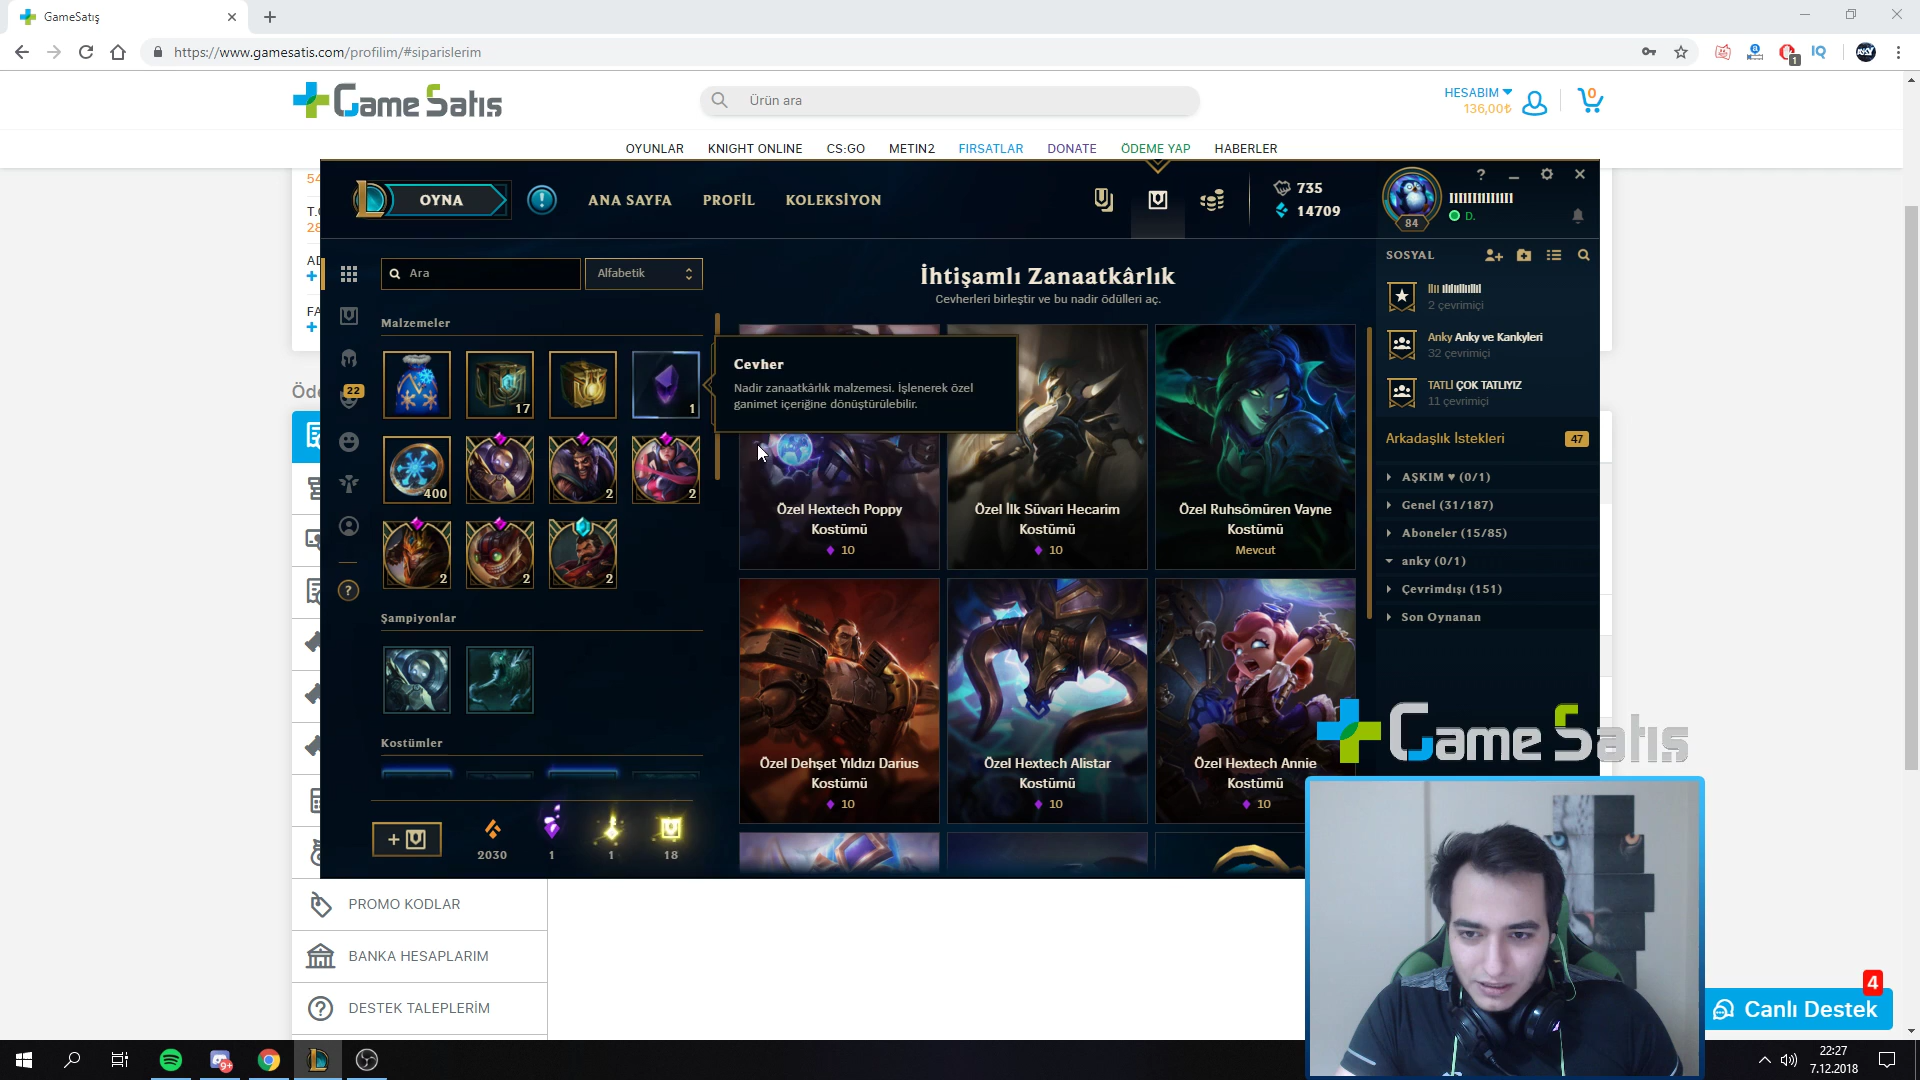 GameSatış
https://www.gamesatis.com/profilim/#siparislerim
1
IQ
Game Satış
Ürün ara
HESABIM
136,00₺
0
OYUNLAR
KNIGHT ONLINE
CS:GO
METIN2
FIRSATLAR
DONATE
ÖDEME YAP
HABERLER
OYNA
ANA SAYFA
PROFİL
KOLEKSİYON
735
14709
84
D.
SOSYAL
2 çevrimiçi
Anky Anky ve Kankyleri
32 çevrimiçi
TATLI ÇOK TATLIYIZ
11 çevrimiçi
Arkadaşlık İstekleri
47
AŞKIM ♥ (0/1)
Genel (31/187)
Aboneler (15/85)
anky (0/1)
Çevrimdışı (151)
Son Oynanan
Ara
Alfabetik
22
Malzemeler
17
1
400
2
2
2
2
2
Şampiyonlar
Kostümler
2030
1
1
18
İhtişamlı Zanaatkârlık
Cevherleri birleştir ve bu nadir ödülleri aç.
Cevher
Nadir zanaatkârlık malzemesi. İşlenerek özel
ganimet içeriğine dönüştürülebilir.
Özel Hextech Poppy
Kostümü
10
Özel İlk Süvari Hecarim
Kostümü
10
Özel Ruhsömüren Vayne
Kostümü
Mevcut
Özel Dehşet Yıldızı Darius
Kostümü
10
Özel Hextech Alistar
Kostümü
10
Özel Hextech Annie
Kostümü
10
Game Satış
PROMO KODLAR
BANKA HESAPLARIM
DESTEK TALEPLERİM
4
Canlı Destek
9+
22:27
7.12.2018